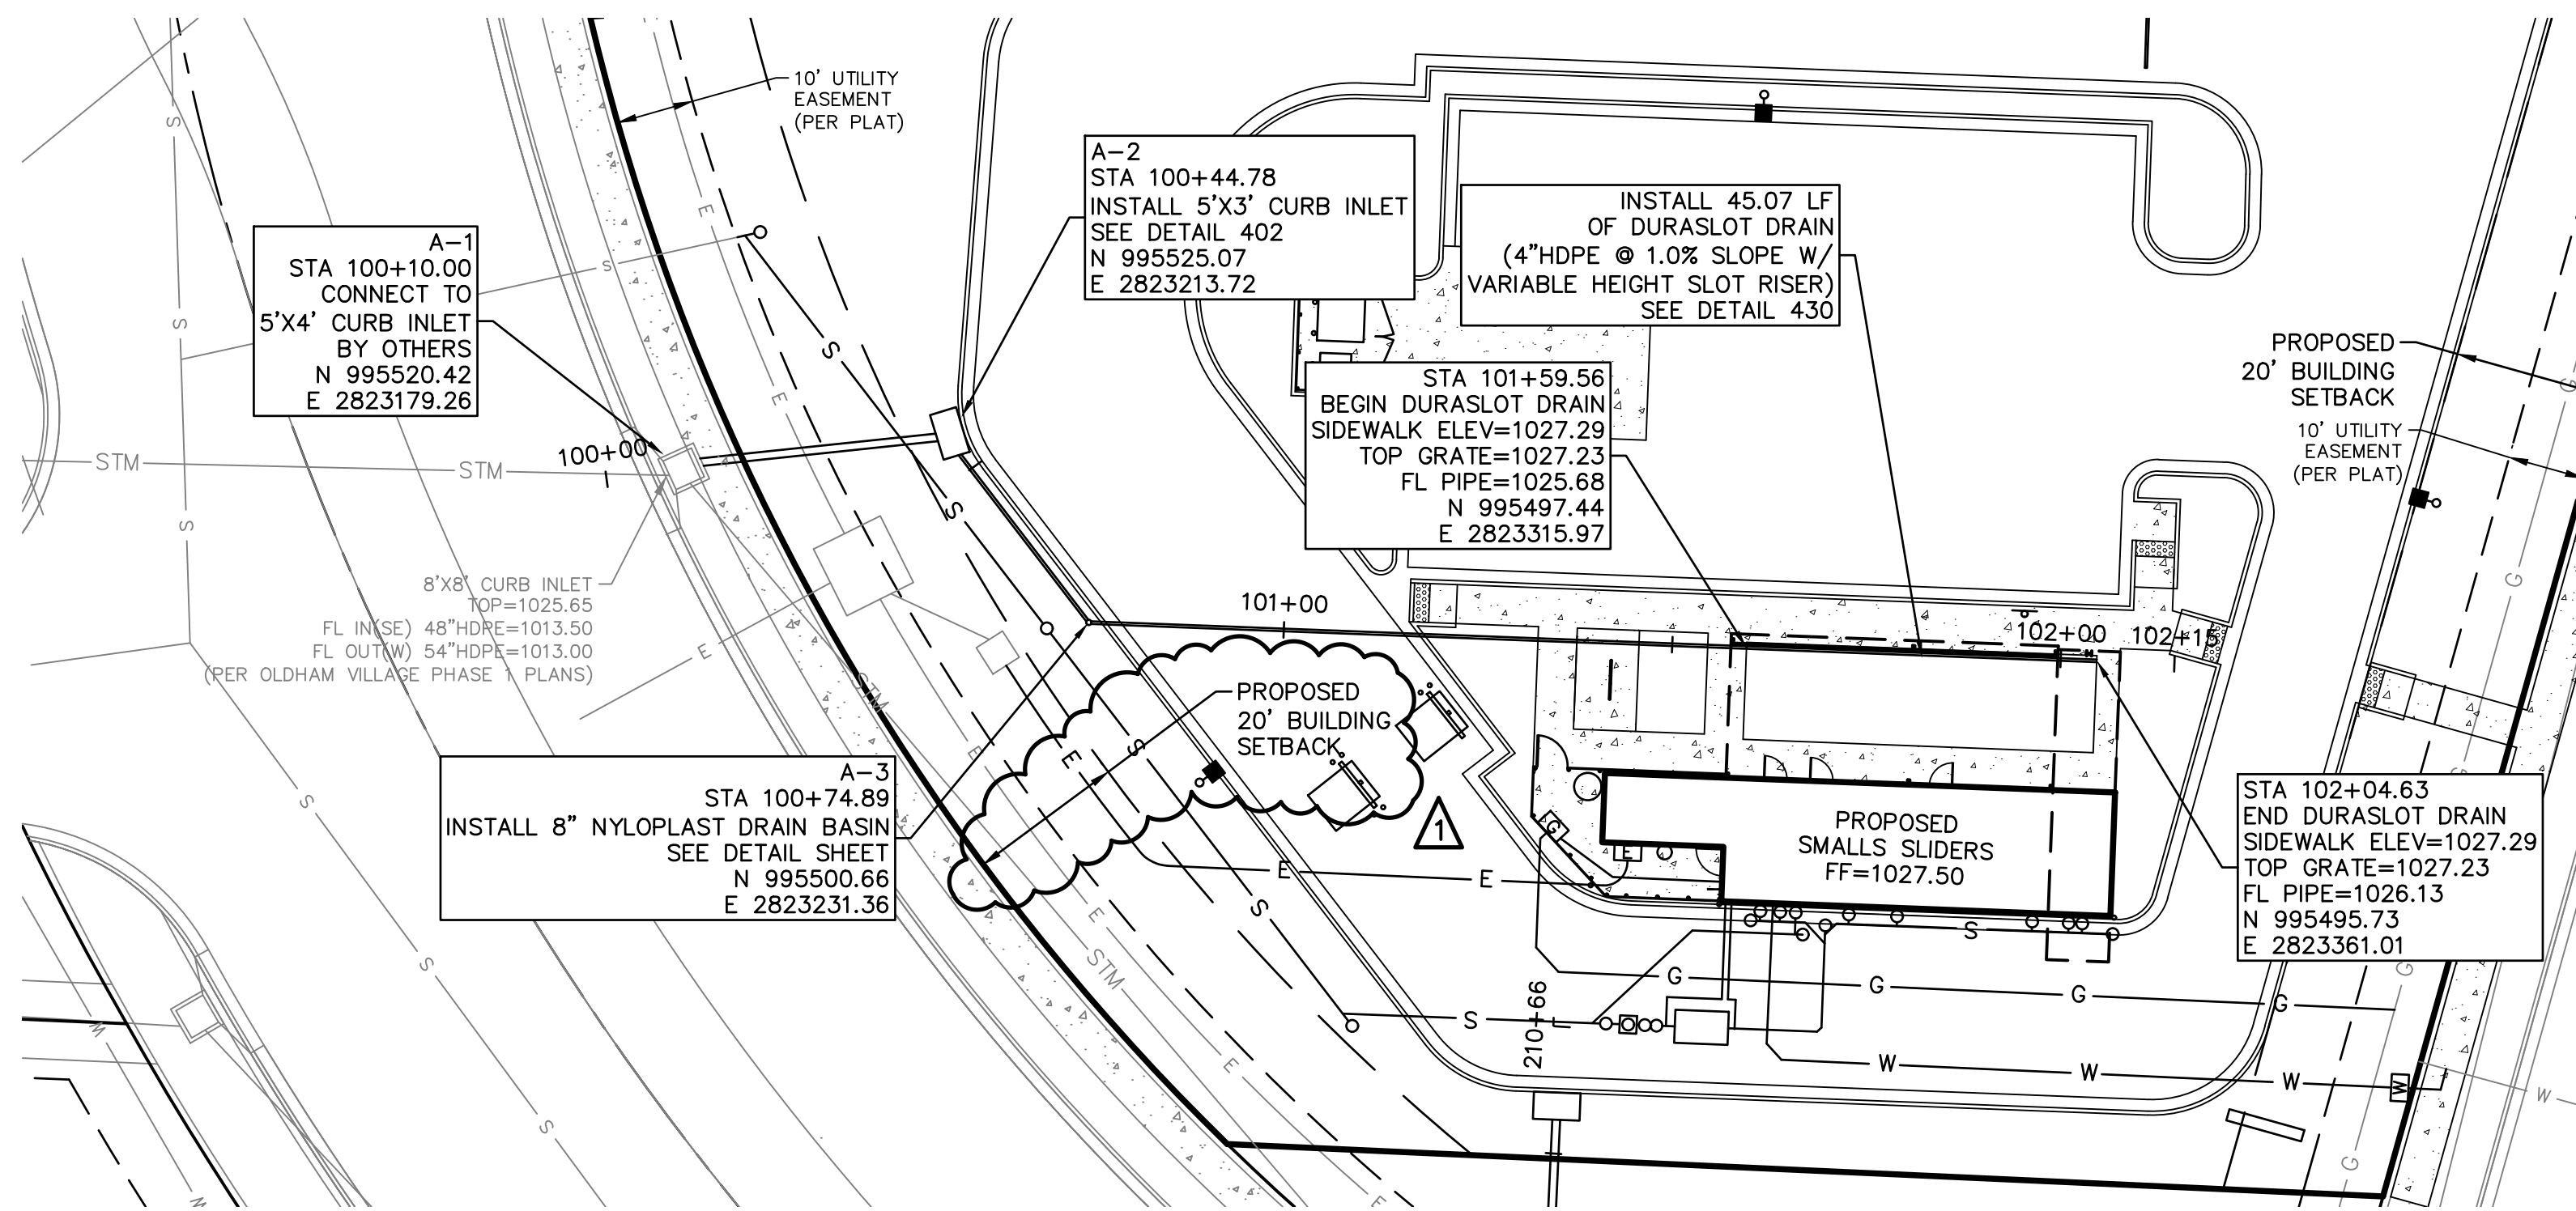 10' UTILITY
EASEMENT
(PER PLAT)
A-2
STA 100+44.78
INSTALL 5'X3' CURB INLET
SEE DETAIL 402
N 995525.07
E 2823213.72
INSTALL 45.07 LF
OF DURASLOT DRAIN
(4"HDPE @ 1.0% SLOPE W/
VARIABLE HEIGHT SLOT RISER)
SEE DETAIL 430
A-1
STA 100+10.00
CONNECT TO
5'X4' CURB INLET
BY OTHERS
N 995520.42
E 2823179.26
STA 101+59.56
BEGIN DURASLOT DRAIN
SIDEWALK ELEV=1027.29
TOP GRATE=1027.23
FL PIPE=1025.68
N 995497.44
E 2823315.97
PROPOSED
20' BUILDING
SETBACK
10' UTILITY
EASEMENT
(PER PLAT)
100+00
STM
STM
8'X8' CURB INLET
TOP=1025.65
FL IN(SE) 48"HDPE=1013.50
FL OUT(W) 54"HDPE=1013.00
(PER OLDHAM VILLAGE PHASE 1 PLANS)
101+00
102+00
102+15
STM
PROPOSED
20' BUILDING
SETBACK
1
A-3
STA 100+74.89
INSTALL 8" NYLOPLAST DRAIN BASIN
SEE DETAIL SHEET
N 995500.66
E 2823231.36
PROPOSED
SMALLS SLIDERS
FF=1027.50
STA 102+04.63
END DURASLOT DRAIN
SIDEWALK ELEV=1027.29
TOP GRATE=1027.23
FL PIPE=1026.13
N 995495.73
E 2823361.01
STM
210+66
S
S
S
S
S
S
S
S
S
S
S
S
S
S
E
E
E
E
E
E
E
E
E
E
E
G
G
G
G
G
G
G
G
G
G
W
W
W
W
W
W
W